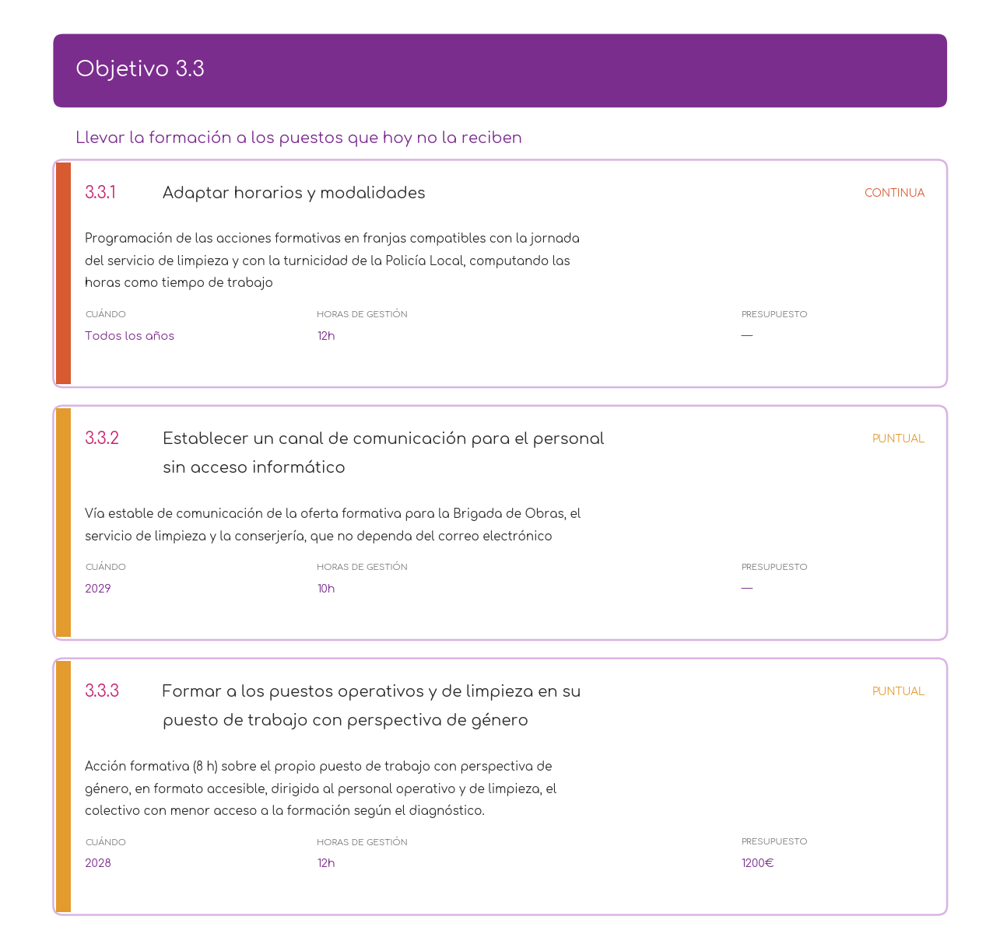 Objetivo 3.3
Llevar la formación a los puestos que hoy no la reciben
3.3.1 Adaptar horarios y modalidades CONTINUA
Programación de las acciones formativas en franjas compatibles con la jornada
del servicio de limpieza y con la turnicidad de la Policía Local, computando las
horas como tiempo de trabajo
CUÁNDO HORAS DE GESTIÓN PRESUPUESTO
Todos los años 12h —
3.3.2 Establecer un canal de comunicación para el personal PUNTUAL
sin acceso informático
Vía estable de comunicación de la oferta formativa para la Brigada de Obras, el
servicio de limpieza y la conserjería, que no dependa del correo electrónico
CUÁNDO HORAS DE GESTIÓN PRESUPUESTO
2029 10h —
3.3.3 Formar a los puestos operativos y de limpieza en su PUNTUAL
puesto de trabajo con perspectiva de género
Acción formativa (8 h) sobre el propio puesto de trabajo con perspectiva de
género, en formato accesible, dirigida al personal operativo y de limpieza, el
colectivo con menor acceso a la formación según el diagnóstico.
CUÁNDO HORAS DE GESTIÓN PRESUPUESTO
2028 12h 1200€